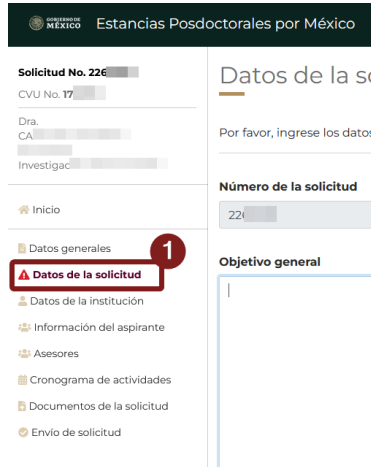 GOBIERNO DE
MÉXICO
Estancias Posdoctorales por México
Solicitud No. 226
CVU No. 17
Dra.
CA
Investigac
Inicio
Datos generales
1
Datos de la solicitud
Datos de la institución
Información del aspirante
Asesores
Cronograma de actividades
Documentos de la solicitud
Envío de solicitud
Datos de la so
Por favor, ingrese los datos
Número de la solicitud
22
Objetivo general